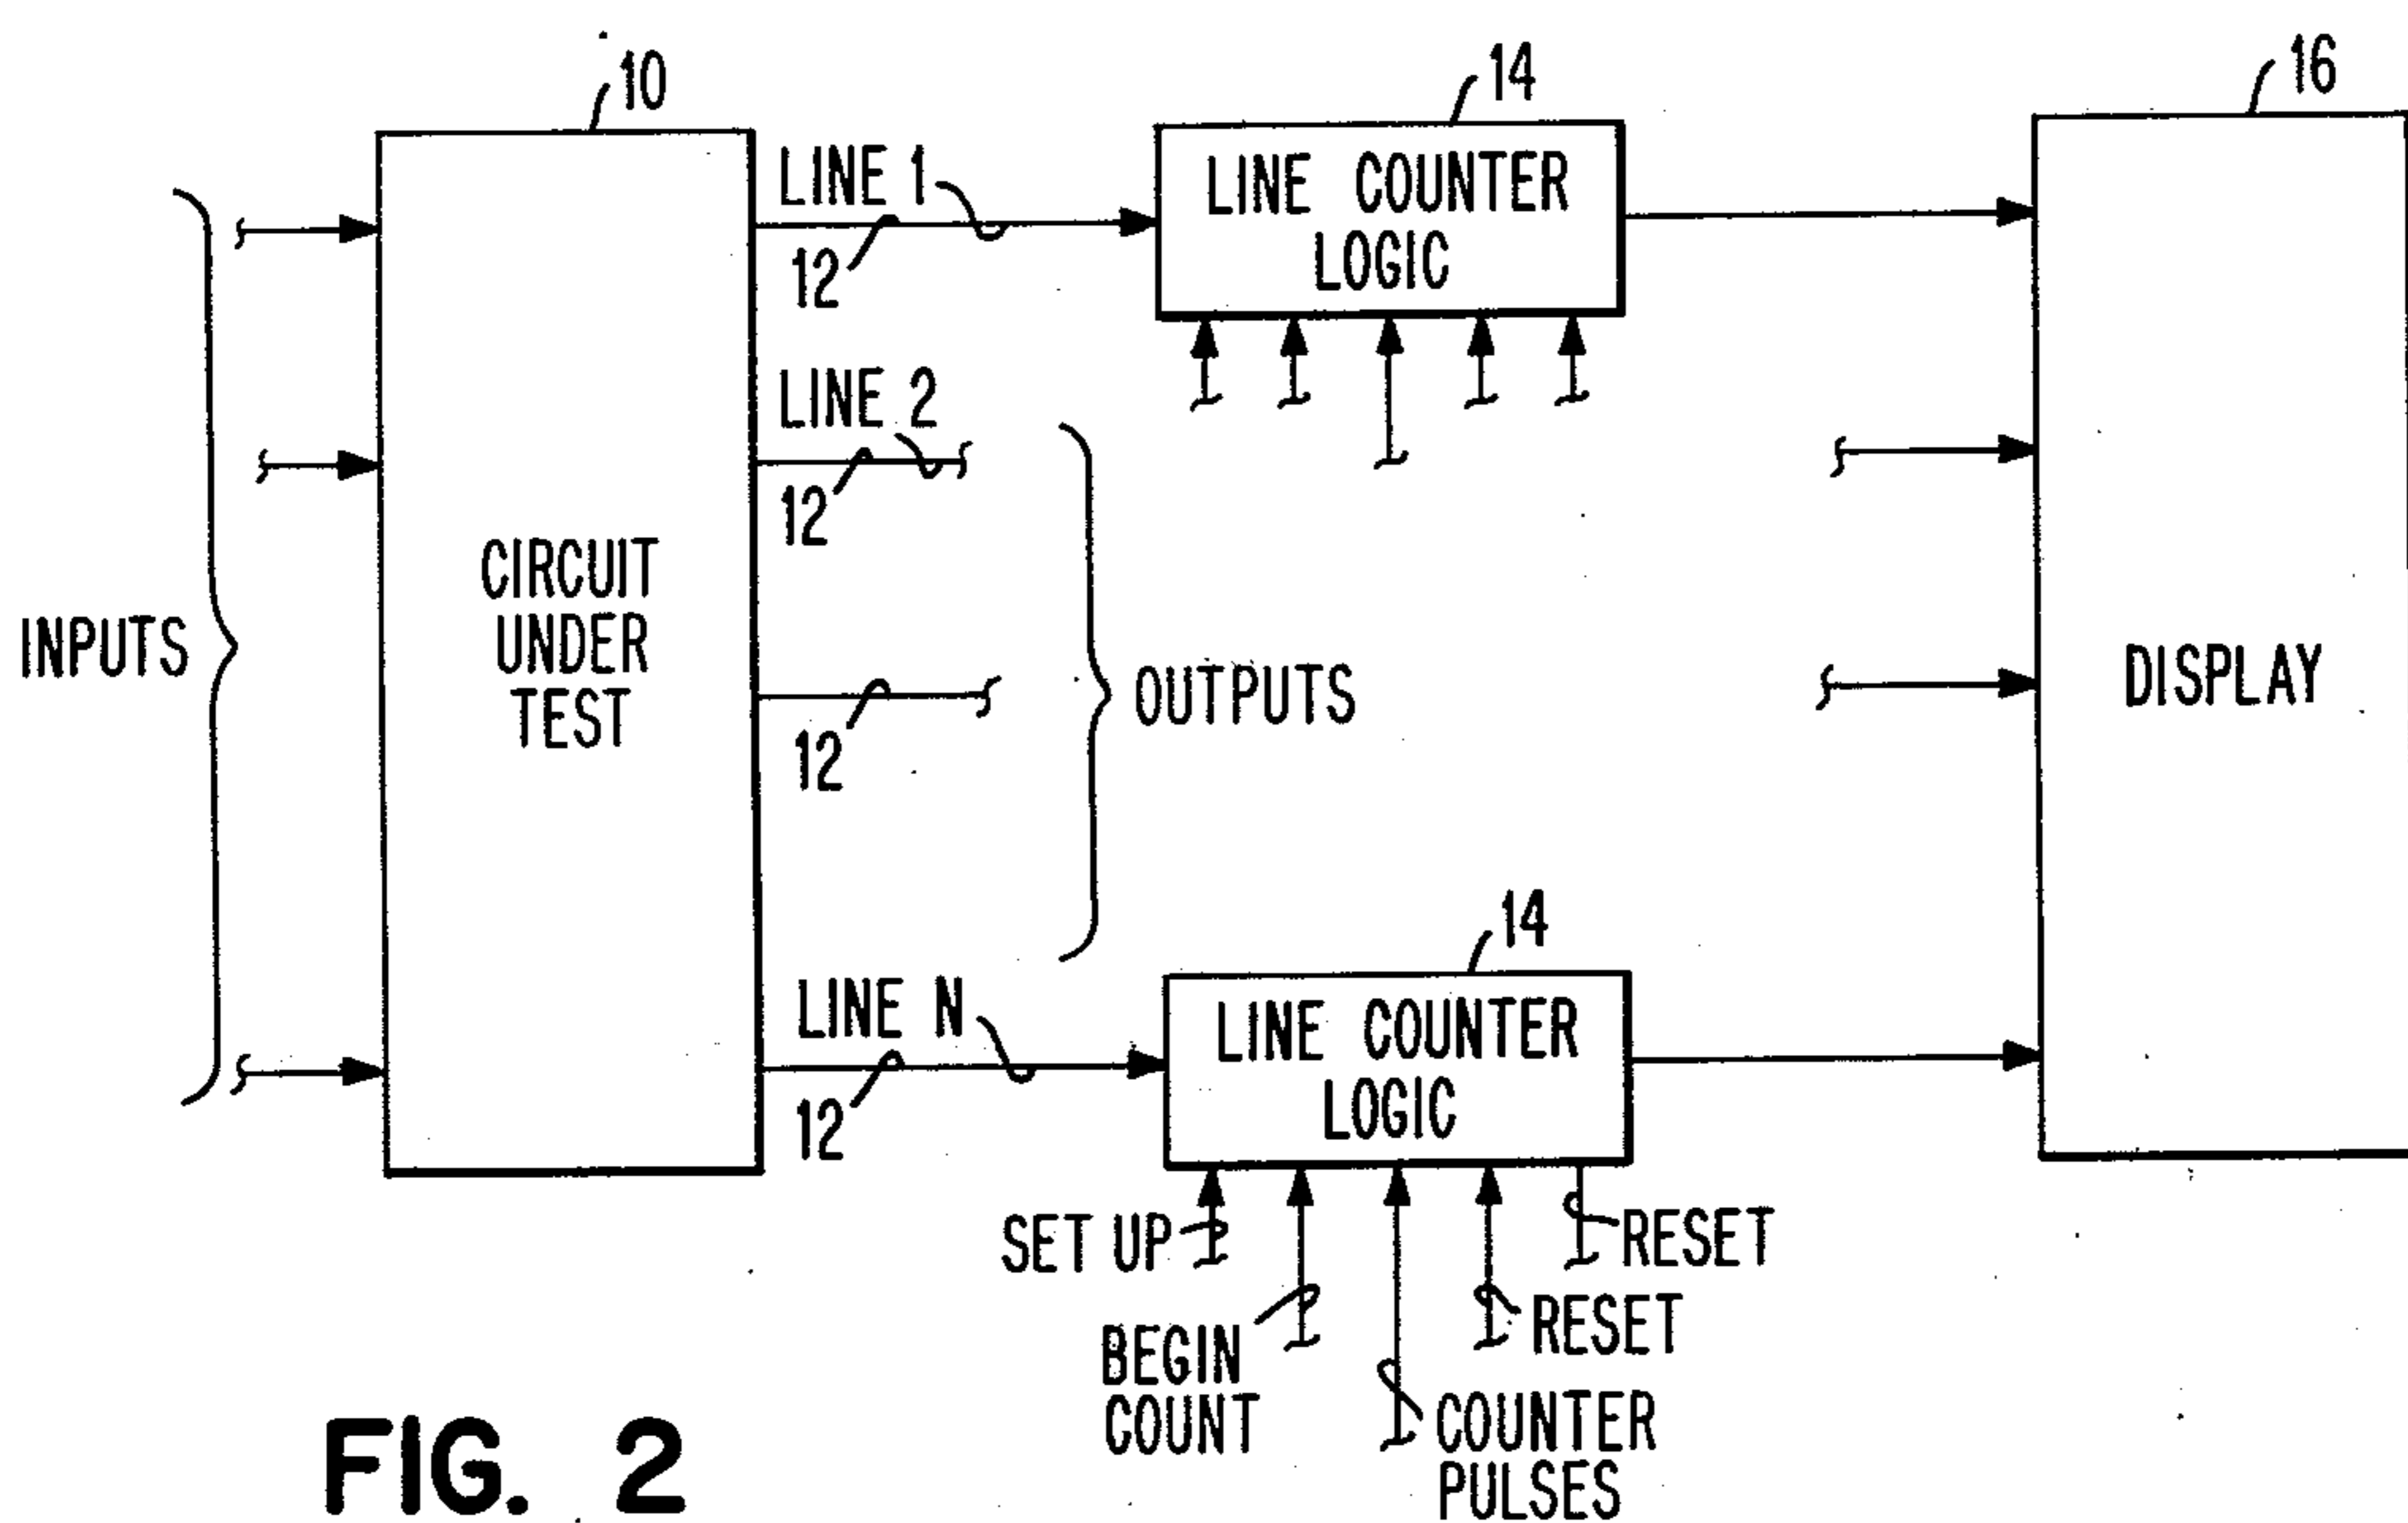 10
14
16
LINE 1
LINE COUNTER
LOGIC
12
LINE 2
12
CIRCUIT
UNDER
TEST
INPUTS
OUTPUTS
DISPLAY
12
14
LINE N
LINE COUNTER
LOGIC
12
SET UP
RESET
BEGIN
COUNT
RESET
COUNTER
PULSES
FIG. 2